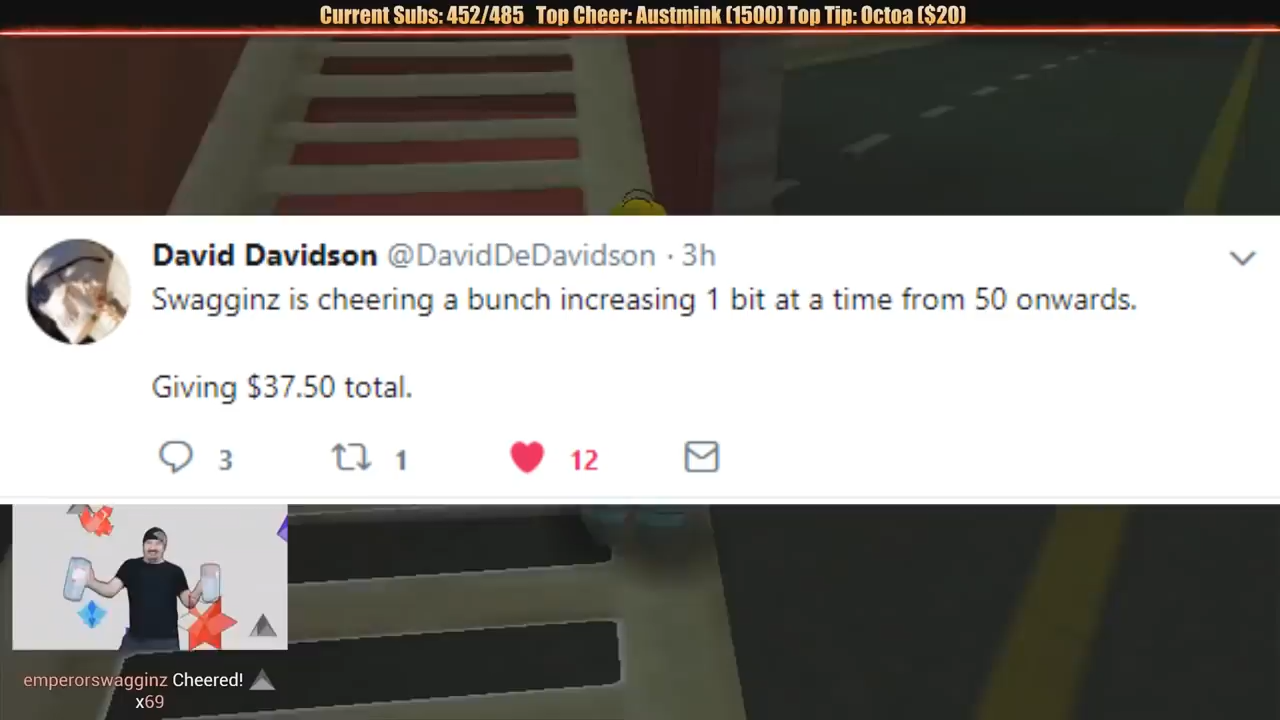 Current Subs: 452/485 Top Cheer: Austmink (1500) Top Tip: Octoa ($20)
David Davidson @DavidDeDavidson · 3h
Swagginz is cheering a bunch increasing 1 bit at a time from 50 onwards.
Giving $37.50 total.
3 1 12
emperorswagginz Cheered!
x69